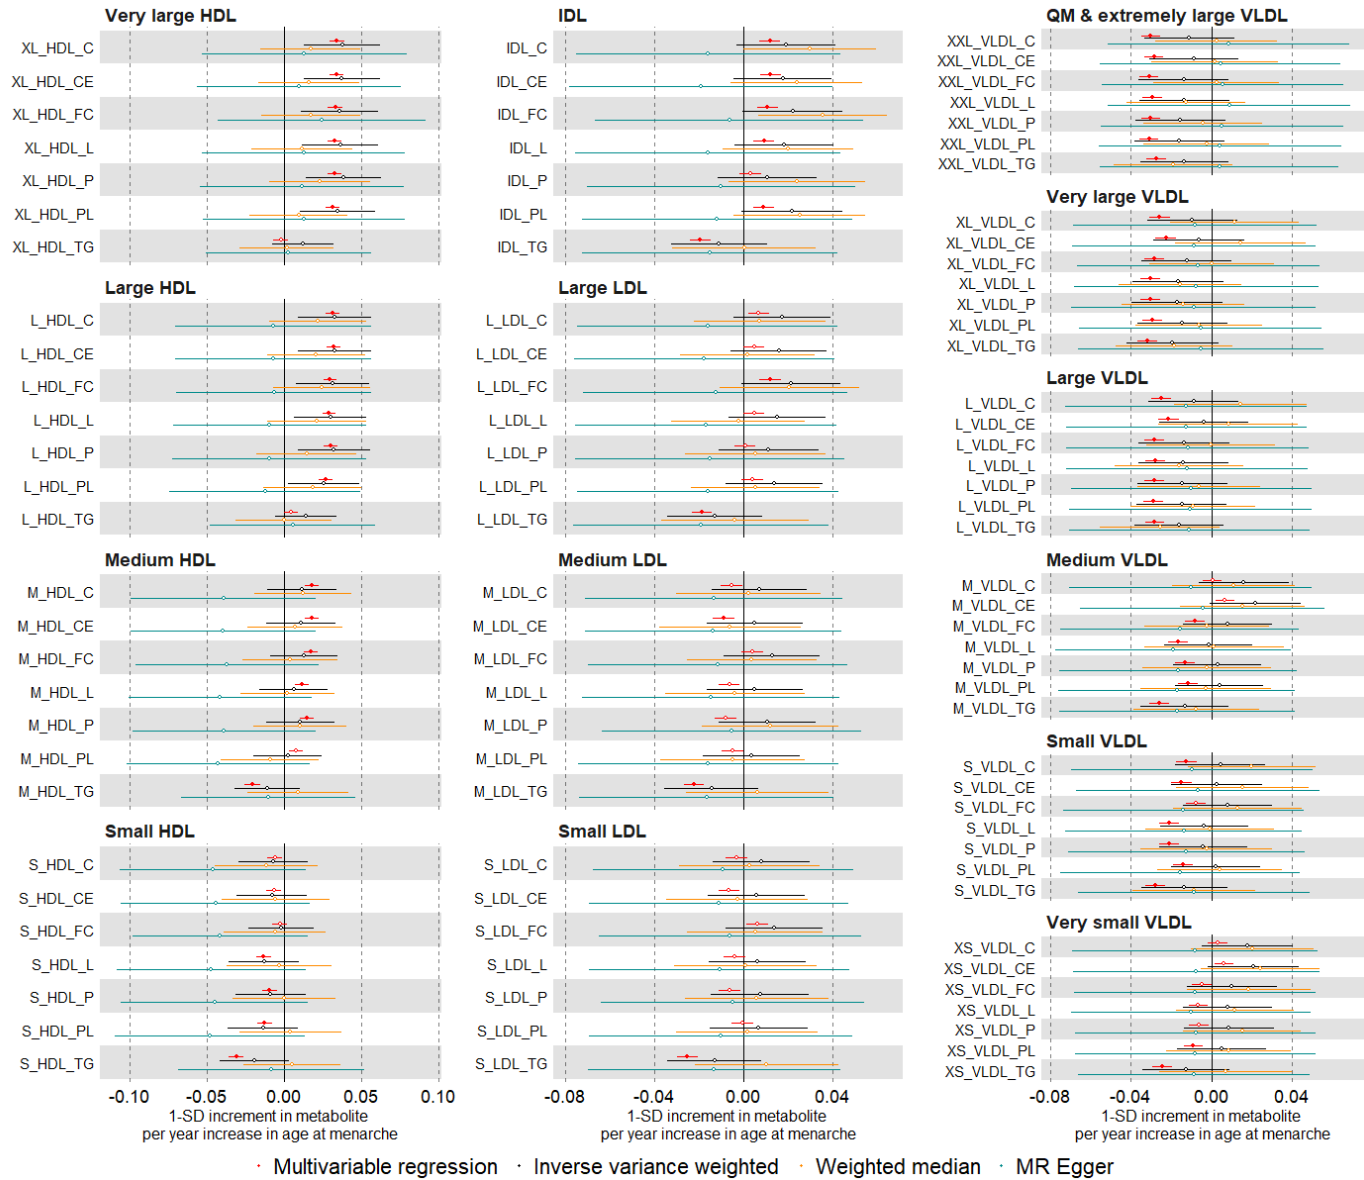 Very large HDL
XL_HDL_C
XL_HDL_CE
XL_HDL_FC
XL_HDL_L
XL_HDL_P
XL_HDL_PL
XL_HDL_TG
Large HDL
L_HDL_C
L_HDL_CE
L_HDL_FC
L_HDL_L
L_HDL_P
L_HDL_PL
L_HDL_TG
Medium HDL
M_HDL_C
M_HDL_CE
M_HDL_FC
M_HDL_L
M_HDL_P
M_HDL_PL
M_HDL_TG
Small HDL
S_HDL_C
S_HDL_CE
S_HDL_FC
S_HDL_L
S_HDL_P
S_HDL_PL
S_HDL_TG
-0.10 -0.05 0.00 0.05 0.10
1-SD increment in metabolite
per year increase in age at menarche
IDL
IDL_C
IDL_CE
IDL_FC
IDL_L
IDL_P
IDL_PL
IDL_TG
Large LDL
L_LDL_C
L_LDL_CE
L_LDL_FC
L_LDL_L
L_LDL_P
L_LDL_PL
L_LDL_TG
Medium LDL
M_LDL_C
M_LDL_CE
M_LDL_FC
M_LDL_L
M_LDL_P
M_LDL_PL
M_LDL_TG
Small LDL
S_LDL_C
S_LDL_CE
S_LDL_FC
S_LDL_L
S_LDL_P
S_LDL_PL
S_LDL_TG
-0.08 -0.04 0.00 0.04
1-SD increment in metabolite
per year increase in age at menarche
QM & extremely large VLDL
XXL_VLDL_C
XXL_VLDL_CE
XXL_VLDL_FC
XXL_VLDL_L
XXL_VLDL_P
XXL_VLDL_PL
XXL_VLDL_TG
Very large VLDL
XL_VLDL_C
XL_VLDL_CE
XL_VLDL_FC
XL_VLDL_L
XL_VLDL_P
XL_VLDL_PL
XL_VLDL_TG
Large VLDL
L_VLDL_C
L_VLDL_CE
L_VLDL_FC
L_VLDL_L
L_VLDL_P
L_VLDL_PL
L_VLDL_TG
Medium VLDL
M_VLDL_C
M_VLDL_CE
M_VLDL_FC
M_VLDL_L
M_VLDL_P
M_VLDL_PL
M_VLDL_TG
Small VLDL
S_VLDL_C
S_VLDL_CE
S_VLDL_FC
S_VLDL_L
S_VLDL_P
S_VLDL_PL
S_VLDL_TG
Very small VLDL
XS_VLDL_C
XS_VLDL_CE
XS_VLDL_FC
XS_VLDL_L
XS_VLDL_P
XS_VLDL_PL
XS_VLDL_TG
-0.08 -0.04 0.00 0.04
1-SD increment in metabolite
per year increase in age at menarche
Multivariable regression Inverse variance weighted Weighted median MR Egger